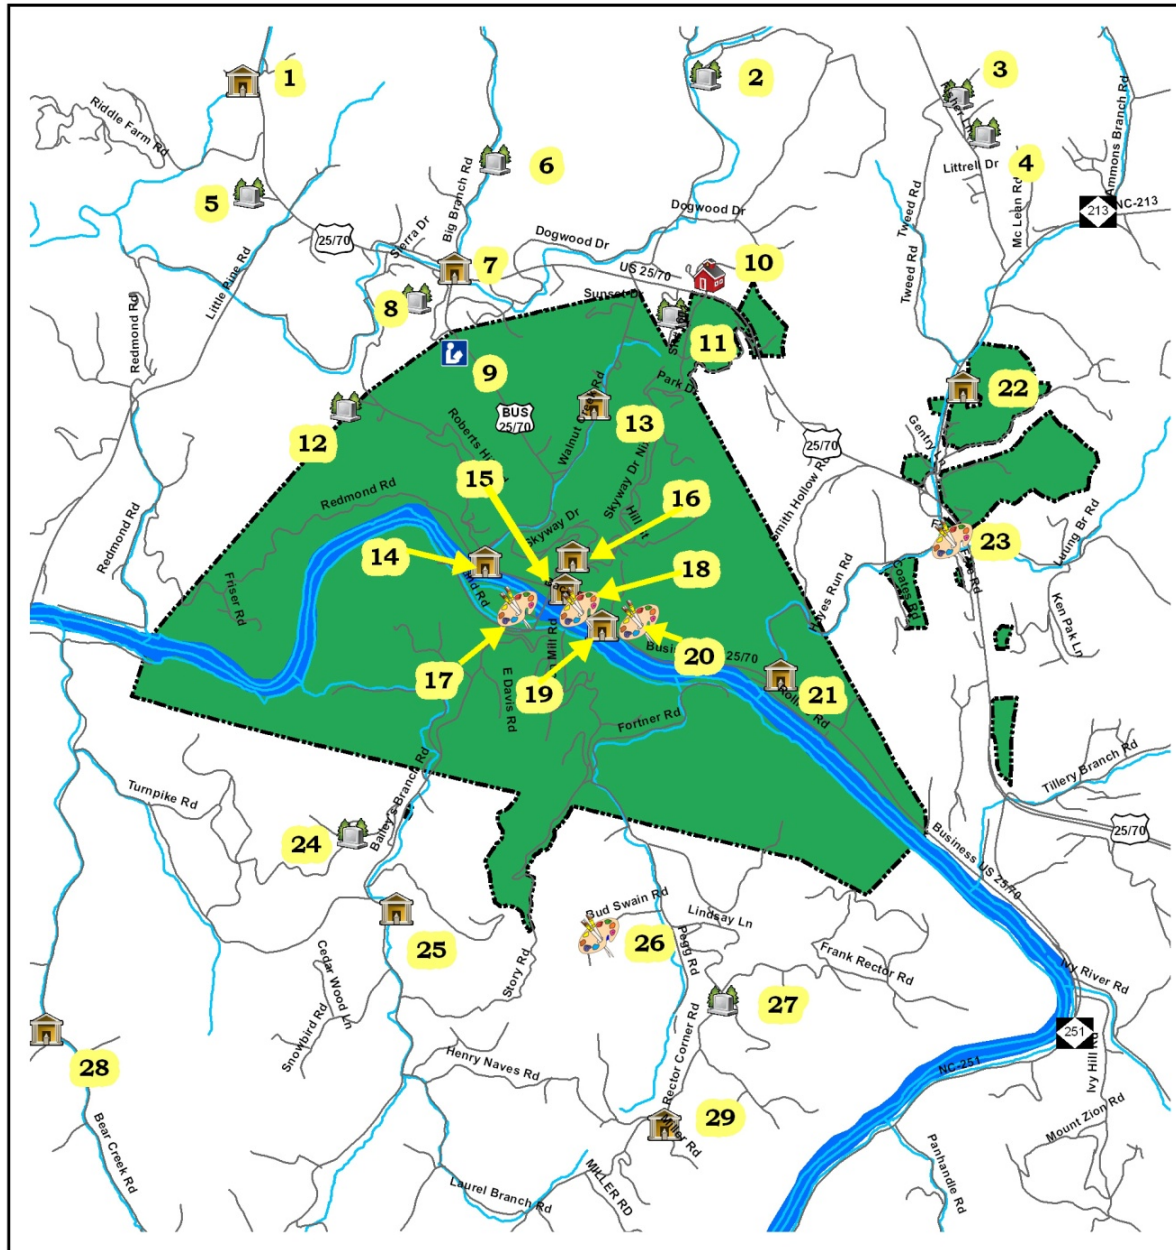 1
2
3
4
Riddle Farm Rd
Ammons Branch Rd
Littrell Dr
5
6
Big Branch Rd
Mc Lean Rd
213
NC-213
Tweed Rd
Dogwood Dr
25/70
Sierra Dr
Dogwood Dr
Little Pine Rd
7
US 25/70
10
Tweed Rd
8
Sunset Dr
Redmond Rd
11
9
Park Dr
22
12
BUS
25/70
13
Walnut
Rd
25/70
Gentry
Redmond Rd
15
Skyway Dr
16
Smith Hollow Rd
Redmond Rd
Skyway Dr
14
18
23
Friser Rd
Coates Rd
Ken Pak Ln
Mill Rd
17
19
20
25/70
21
E Davis Rd
Fortner Rd
Tillery Branch Rd
Turnpike Rd
Bailey's Branch Rd
24
25/70
Business US 25/70
Bud Swain Rd
Lindsay Ln
25
26
Pegg Rd
Frank Rector Rd
Story Rd
Cedar Wood Ln
Ivy River Rd
27
Snowbird Rd
251
28
Henry Naves Rd
Rector Corner Rd
NC-251
Ivy Hill Rd
29
Miller Rd
Mount Zion Rd
Bear Creek Rd
MILLER RD
Panhandle Rd
Laurel Branch Rd